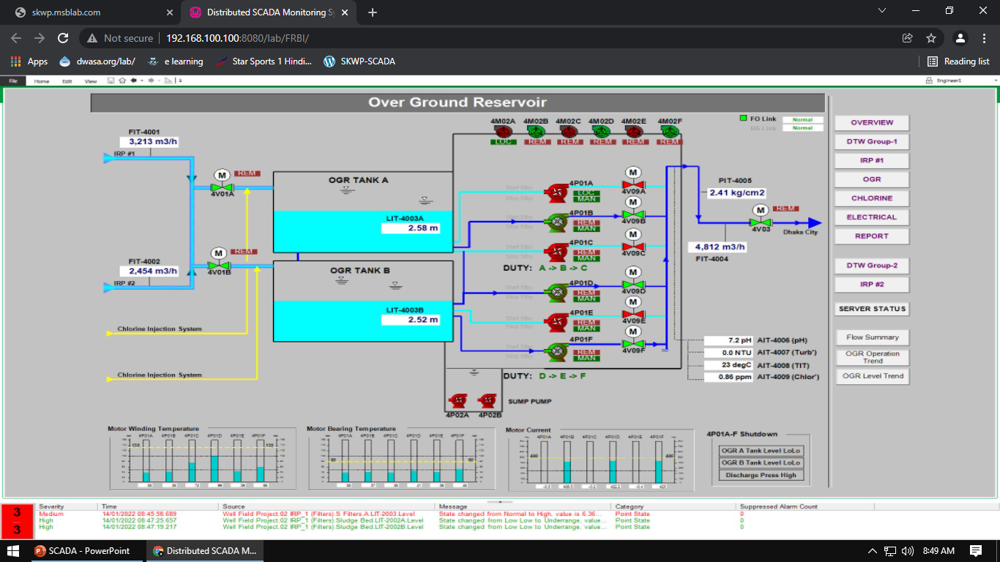 skwp.msblab.com
Distributed SCADA Monitoring Sy
Not secure 192.168.100.100:8080/lab/FRBI/
Apps dwasa.org/lab/ e learning Star Sports 1 Hindi... SKWP-SCADA Reading list
File Home Edit View Engineer1
Over Ground Reservoir
4M02A 4M02B 4M02C 4M02D 4M02E 4M02F
LOC REM REM REM REM REM
FO Link Normal
RA Link Normal
FIT-4001
3,213 m3/h
IRP #1
M REM
4V01A
OGR TANK A
LIT-4003A
2.58 m
FIT-4002
2,454 m3/h
IRP #2
M REM
4V01B
OGR TANK B
LIT-4003B
2.52 m
Chlorine Injection System
Chlorine Injection System
Start Stby
Stop Stby
4P01A
LOC
MAN
M
4V09A
Start Stby
Stop Stby
4P01B
REM
MAN
M
4V09B
Start Stby
Stop Stby
4P01C
REM
MAN
M
4V09C
DUTY: A -> B -> C
Start Stby
Stop Stby
4P01D
REM
MAN
M
4V09D
Start Stby
Stop Stby
4P01E
REM
MAN
M
4V09E
Start Stby
Stop Stby
4P01F
REM
MAN
M
4V09F
DUTY: D -> E -> F
PIT-4005
2.41 kg/cm2
M REM
4V03
Dhaka City
4,812 m3/h
FIT-4004
7.2 pH AIT-4006 (pH)
0.0 NTU AIT-4007 (Turb')
23 degC AIT-4008 (TIT)
0.86 ppm AIT-4009 (Chlor')
SUMP PUMP
4P02A 4P02B
OVERVIEW
DTW Group-1
IRP #1
OGR
CHLORINE
ELECTRICAL
REPORT
DTW Group-2
IRP #2
SERVER STATUS
Flow Summary
OGR Operation
Trend
OGR Level Trend
Motor Winding Temperature
4P01A 4P01B 4P01C 4P01D 4P01E 4P01F
133 133
Motor Bearing Temperature
4P01A 4P01B 4P01C 4P01D 4P01E 4P01F
Motor Current
4P01A 4P01B 4P01C 4P01D 4P01E 4P01F
480 480
4P01A-F Shutdown
OGR A Tank Level LoLo
OGR B Tank Level LoLo
Discharge Press High
3
3
Severity Time Source Message Category Suppressed Alarm Count
Medium 14/01/2022 08:45:58.689 Well Field Project.02 IRP_1 (Filters).S Filters.A.LIT-2003.Level State changed from Normal to High, value is 6.36... Point State 0
High 14/01/2022 08:47:25.657 Well Field Project.02 IRP_1 (Filters).Sludge Bed.LIT-2002A.Level State changed from Low Low to Underrange, value... Point State 0
High 14/01/2022 08:47:19.217 Well Field Project.02 IRP_1 (Filters).Sludge Bed.LIT-2002B.Level State changed from Low Low to Underrange, value... Point State 0
SCADA - PowerPoint Distributed SCADA M... 8:49 AM